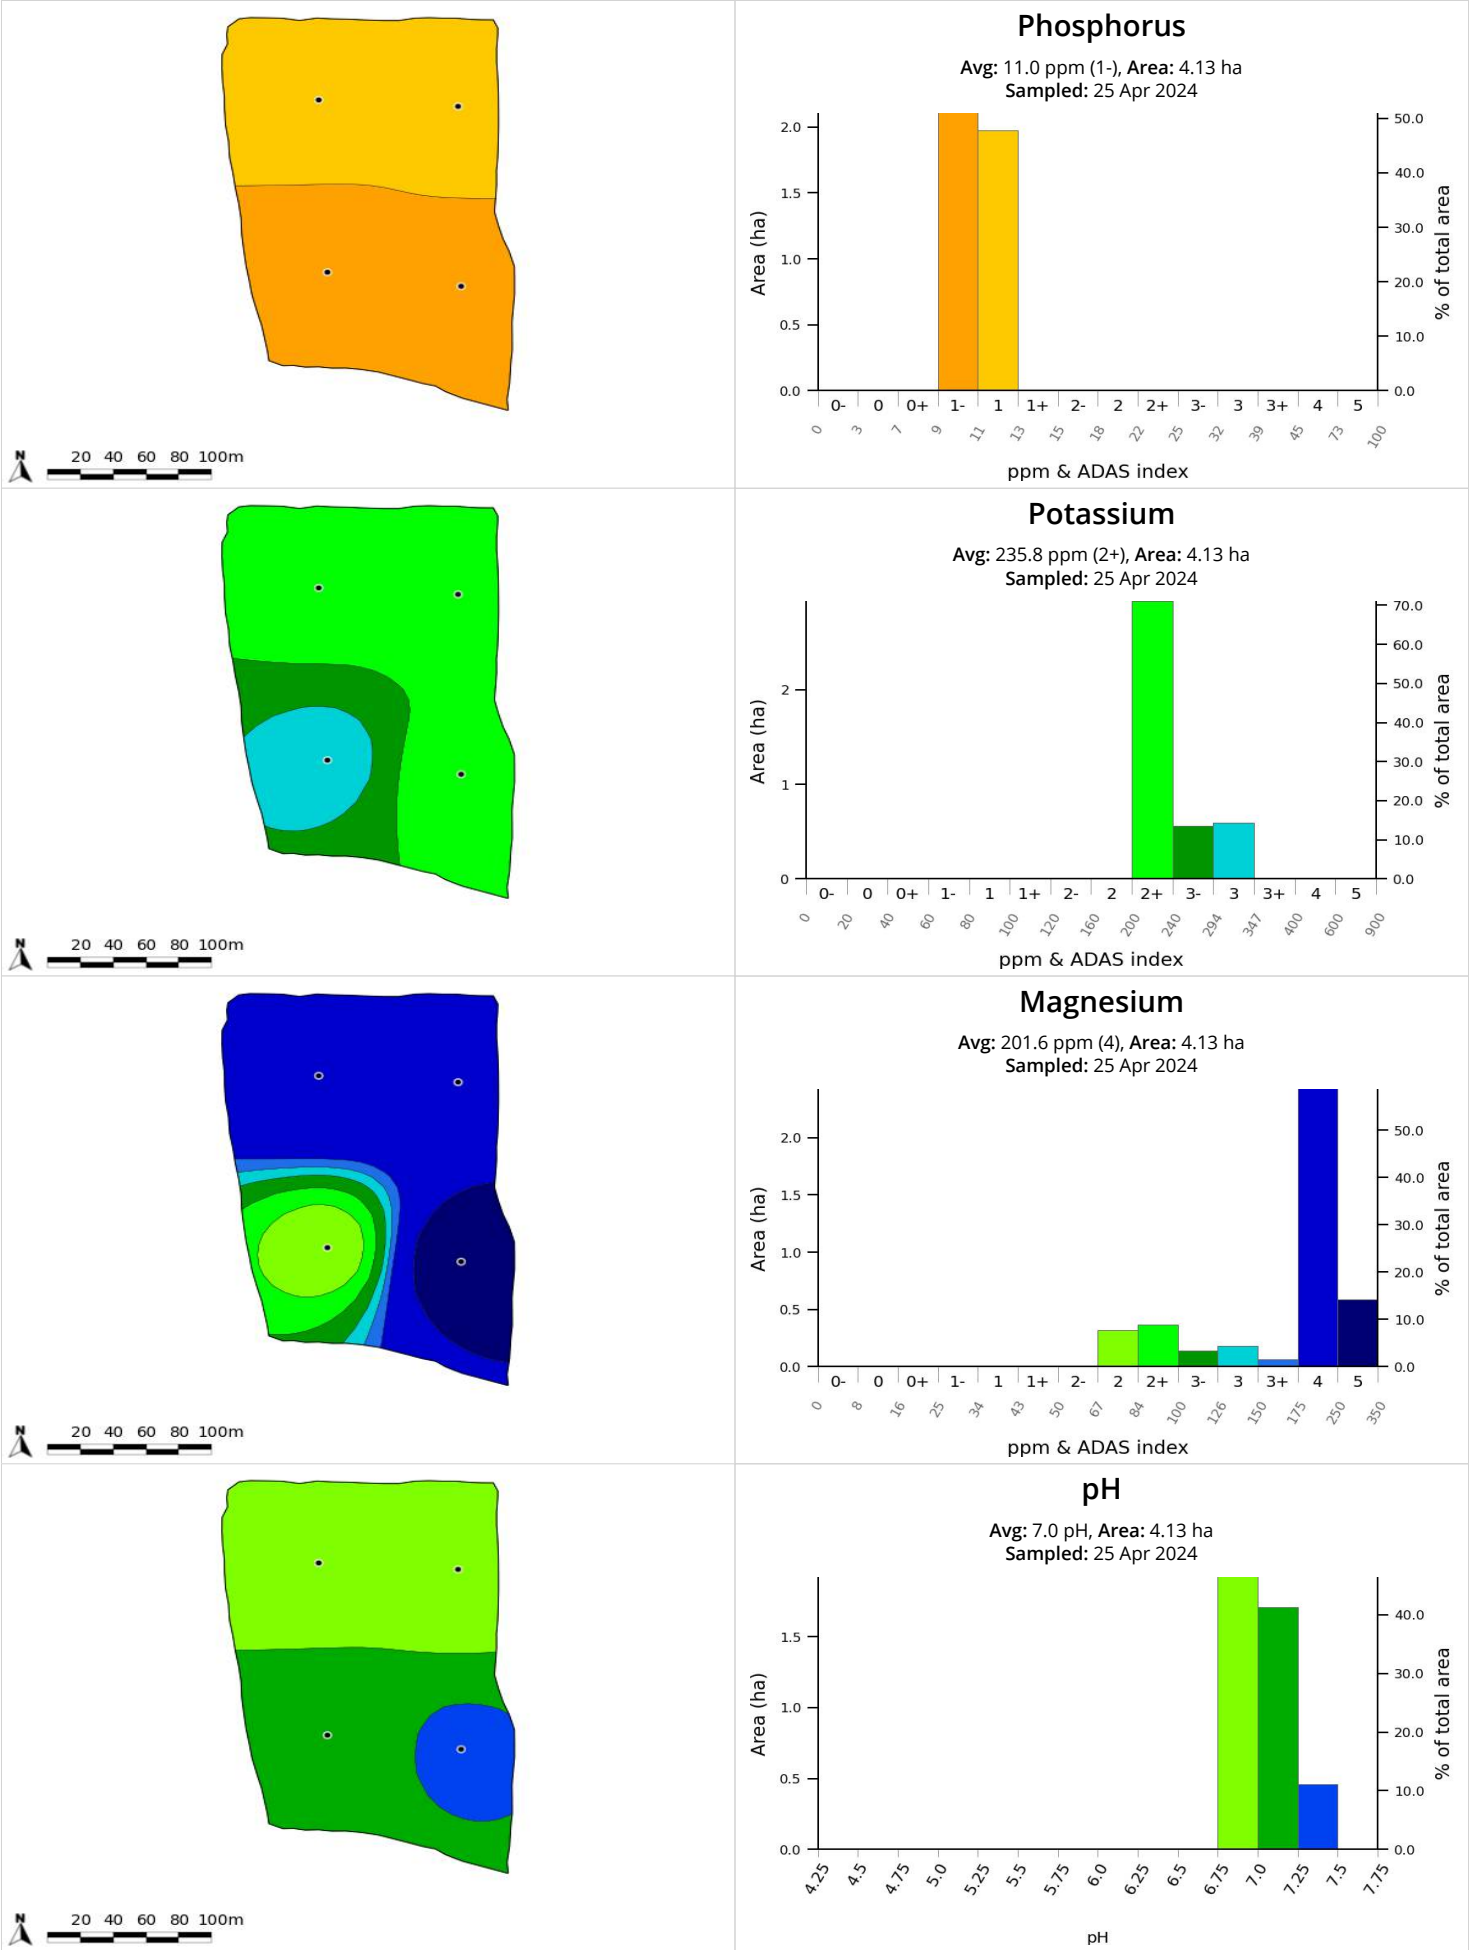 Phosphorus
Avg: 11.0 ppm (1-), Area: 4.13 ha
Sampled: 25 Apr 2024
2.0
1.5
1.0
0.5
0.0
Area (ha)
50.0
40.0
30.0
20.0
10.0
0.0
% of total area
0- 0 0+ 1- 1 1+ 2- 2 2+ 3- 3 3+ 4 5
0 3 7 9 11 13 15 18 22 25 32 39 45 73 100
ppm & ADAS index
N
20 40 60 80 100m
Potassium
Avg: 235.8 ppm (2+), Area: 4.13 ha
Sampled: 25 Apr 2024
2
1
0
Area (ha)
70.0
60.0
50.0
40.0
30.0
20.0
10.0
0.0
% of total area
0- 0 0+ 1- 1 1+ 2- 2 2+ 3- 3 3+ 4 5
0 20 40 60 80 100 120 160 200 240 294 347 400 600 900
ppm & ADAS index
N
20 40 60 80 100m
Magnesium
Avg: 201.6 ppm (4), Area: 4.13 ha
Sampled: 25 Apr 2024
2.0
1.5
1.0
0.5
0.0
Area (ha)
50.0
40.0
30.0
20.0
10.0
0.0
% of total area
0- 0 0+ 1- 1 1+ 2- 2 2+ 3- 3 3+ 4 5
0 8 16 25 34 43 50 67 84 100 126 150 175 250 350
ppm & ADAS index
N
20 40 60 80 100m
pH
Avg: 7.0 pH, Area: 4.13 ha
Sampled: 25 Apr 2024
1.5
1.0
0.5
0.0
Area (ha)
40.0
30.0
20.0
10.0
0.0
% of total area
4.25 4.5 4.75 5.0 5.25 5.5 5.75 6.0 6.25 6.5 6.75 7.0 7.25 7.5 7.75
pH
N
20 40 60 80 100m